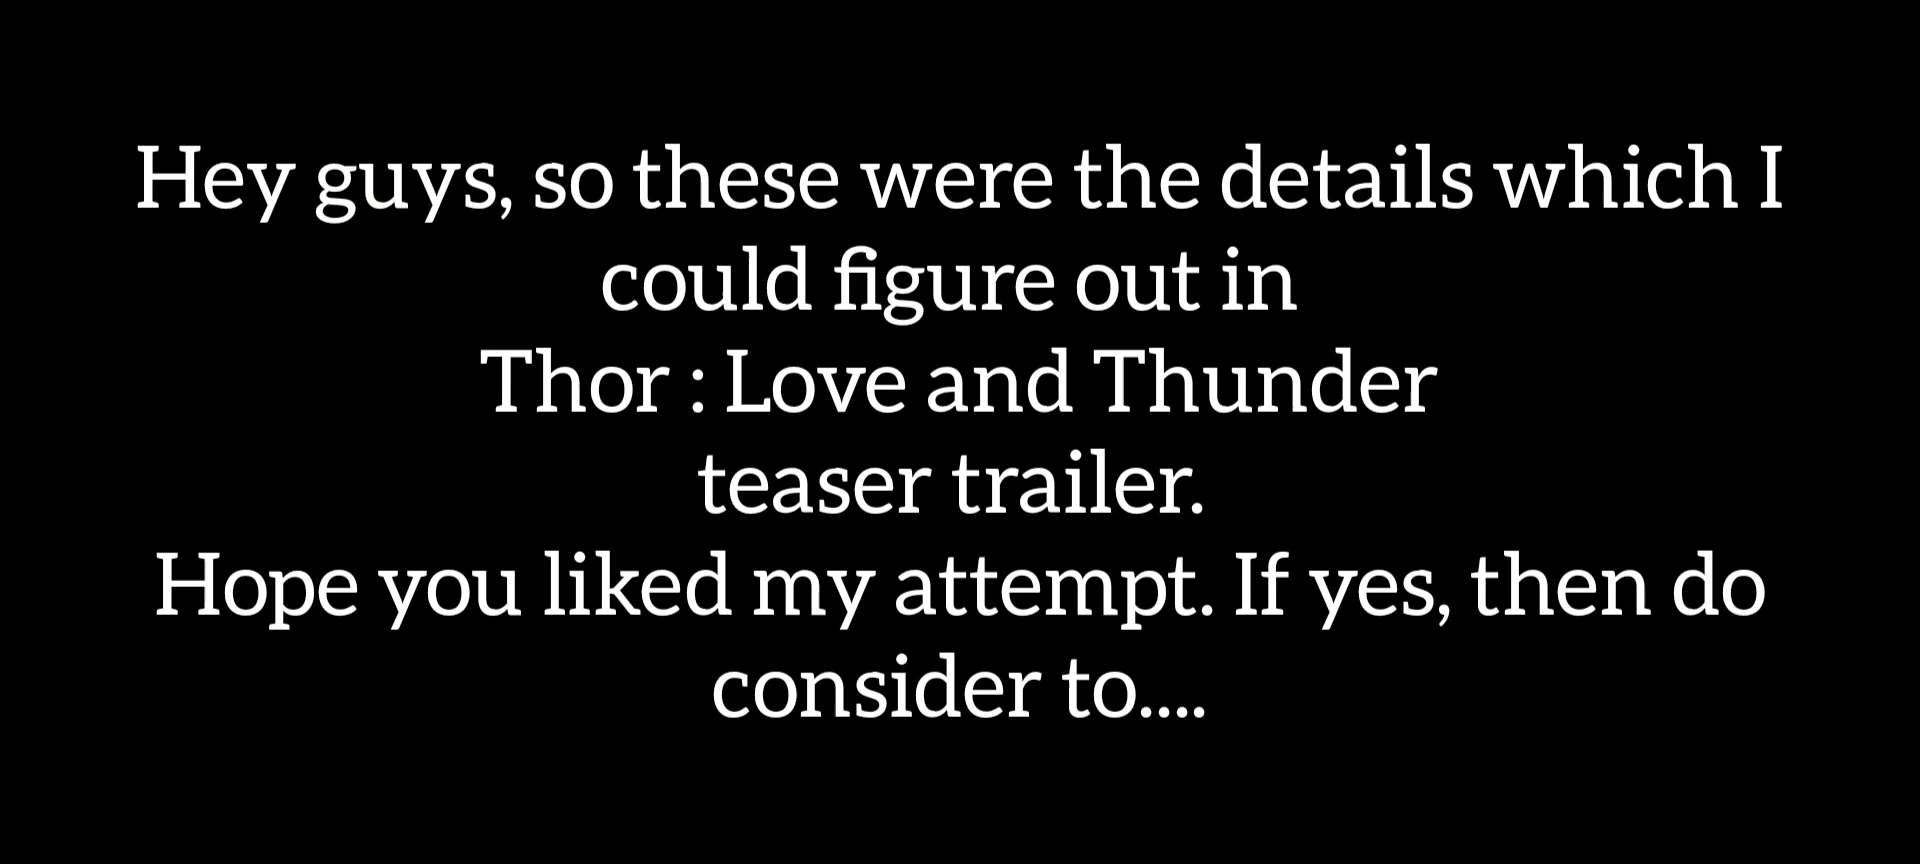 Hey guys, so these were the details which I
could figure out in
Thor : Love and Thunder
teaser trailer.
Hope you liked my attempt. If yes, then do
consider to....